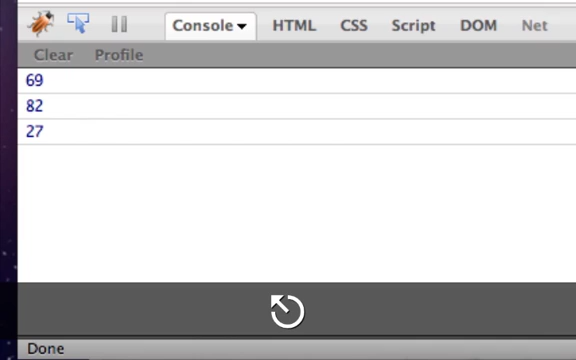 Console HTML CSS Script DOM Net
Clear Profile
69
82
27
Done